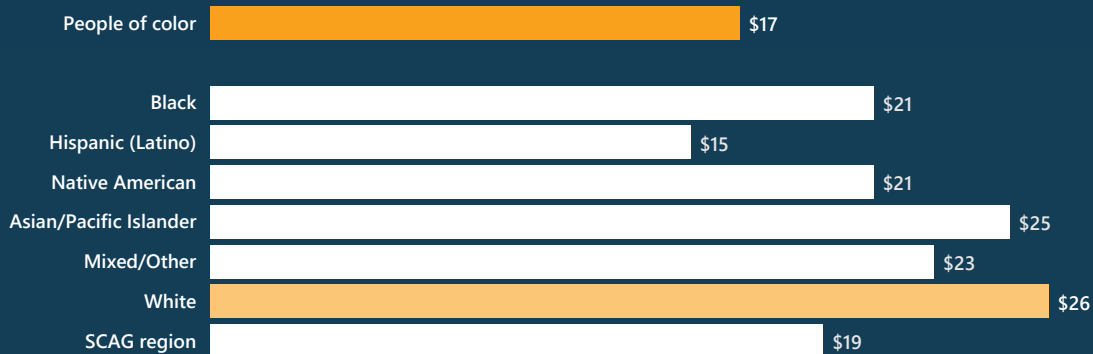 People of color $17
Black $21
Hispanic (Latino) $15
Native American $21
Asian/Pacific Islander $25
Mixed/Other $23
White $26
SCAG region $19